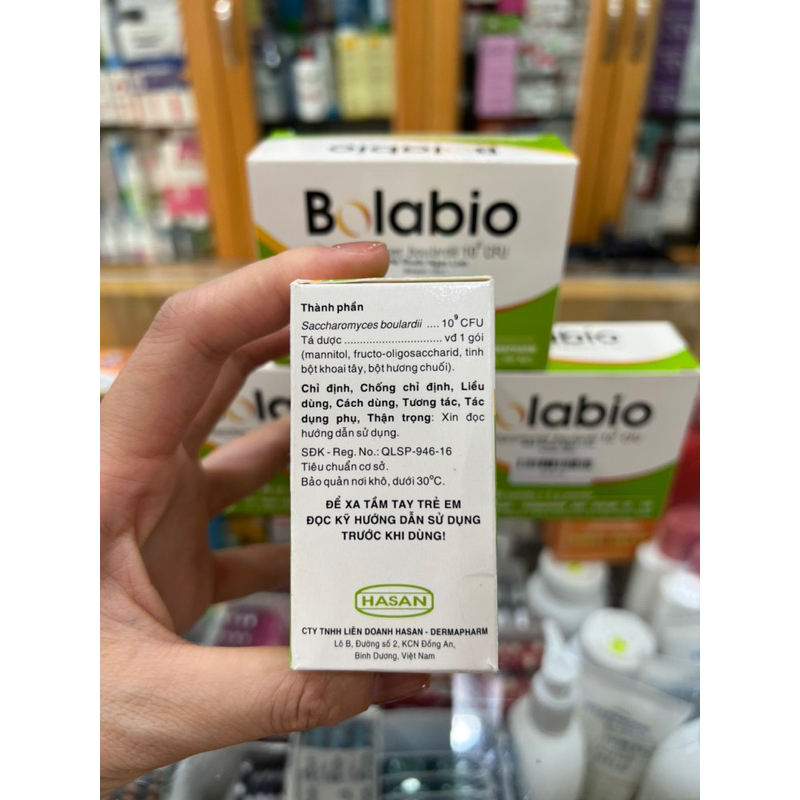 Bolabio
Bolabio
Thành phần
Saccharomyces boulardii .... 10⁹ CFU
Tá dược ........................... vđ 1 gói
(mannitol, fructo-oligosaccharid, tinh
bột khoai tây, bột hương chuối).
Chỉ định, Chống chỉ định, Liều
dùng, Cách dùng, Tương tác, Tác
dụng phụ, Thận trọng: Xin đọc
hướng dẫn sử dụng.
SĐK - Reg. No.: QLSP-946-16
Tiêu chuẩn cơ sở.
Bảo quản nơi khô, dưới 30°C.
ĐỂ XA TẦM TAY TRẺ EM
ĐỌC KỸ HƯỚNG DẪN SỬ DỤNG
TRƯỚC KHI DÙNG!
HASAN
CTY TNHH LIÊN DOANH HASAN - DERMAPHARM
Lô B, Đường số 2, KCN Đồng An,
Bình Dương, Việt Nam
olabio